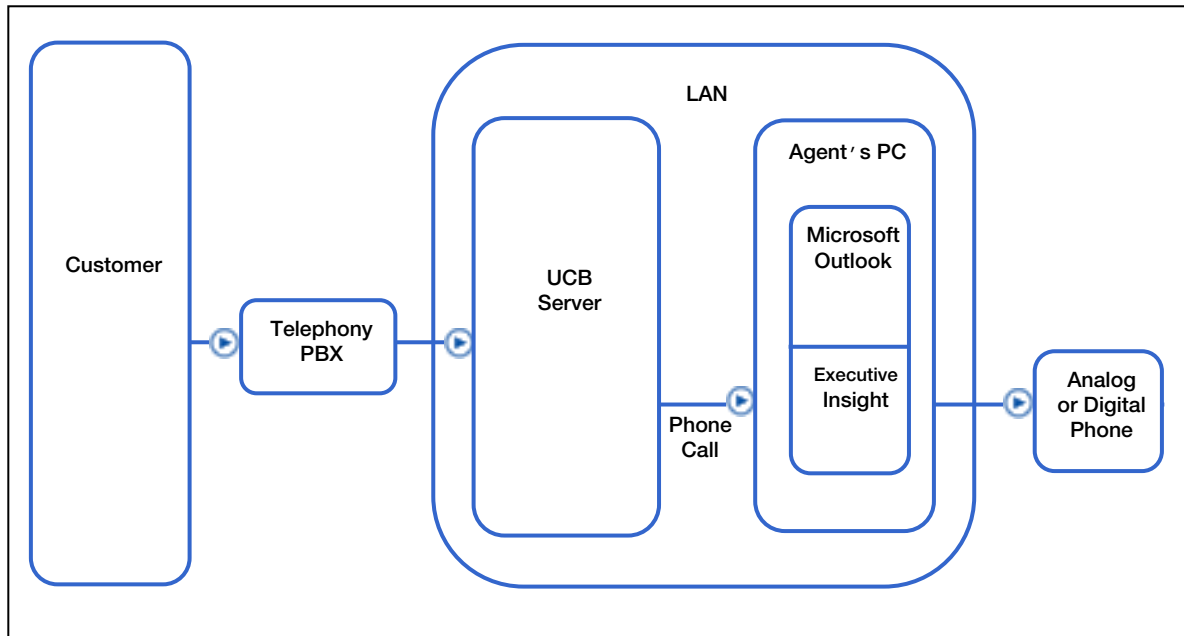 LAN
Agent′s PC
Microsoft
Outlook
Customer
UCB
Server
Telephony
PBX
Executive
Insight
Analog
or Digital
Phone
Phone
Call